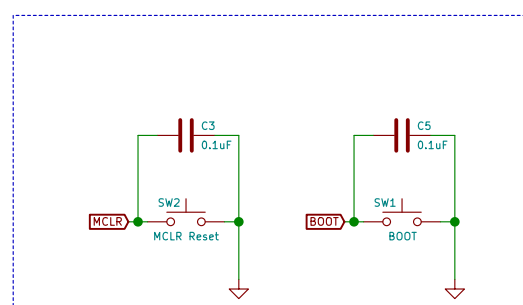 C3
0.1uF
C5
0.1uF
SW2
MCLR
MCLR Reset
SW1
BOOT
BOOT